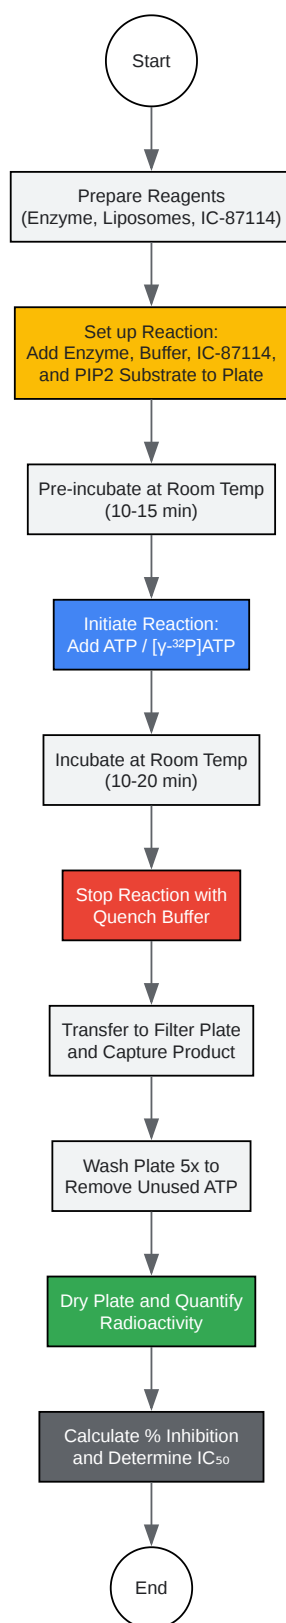 Start
Prepare Reagents
(Enzyme, Liposomes, IC-87114)
Set up Reaction:
Add Enzyme, Buffer, IC-87114,
and PIP2 Substrate to Plate
Pre-incubate at Room Temp
(10-15 min)
Initiate Reaction:
Add ATP / [γ-³²P]ATP
Incubate at Room Temp
(10-20 min)
Stop Reaction with
Quench Buffer
Transfer to Filter Plate
and Capture Product
Wash Plate 5x to
Remove Unused ATP
Dry Plate and Quantify
Radioactivity
Calculate % Inhibition
and Determine IC₅₀
End